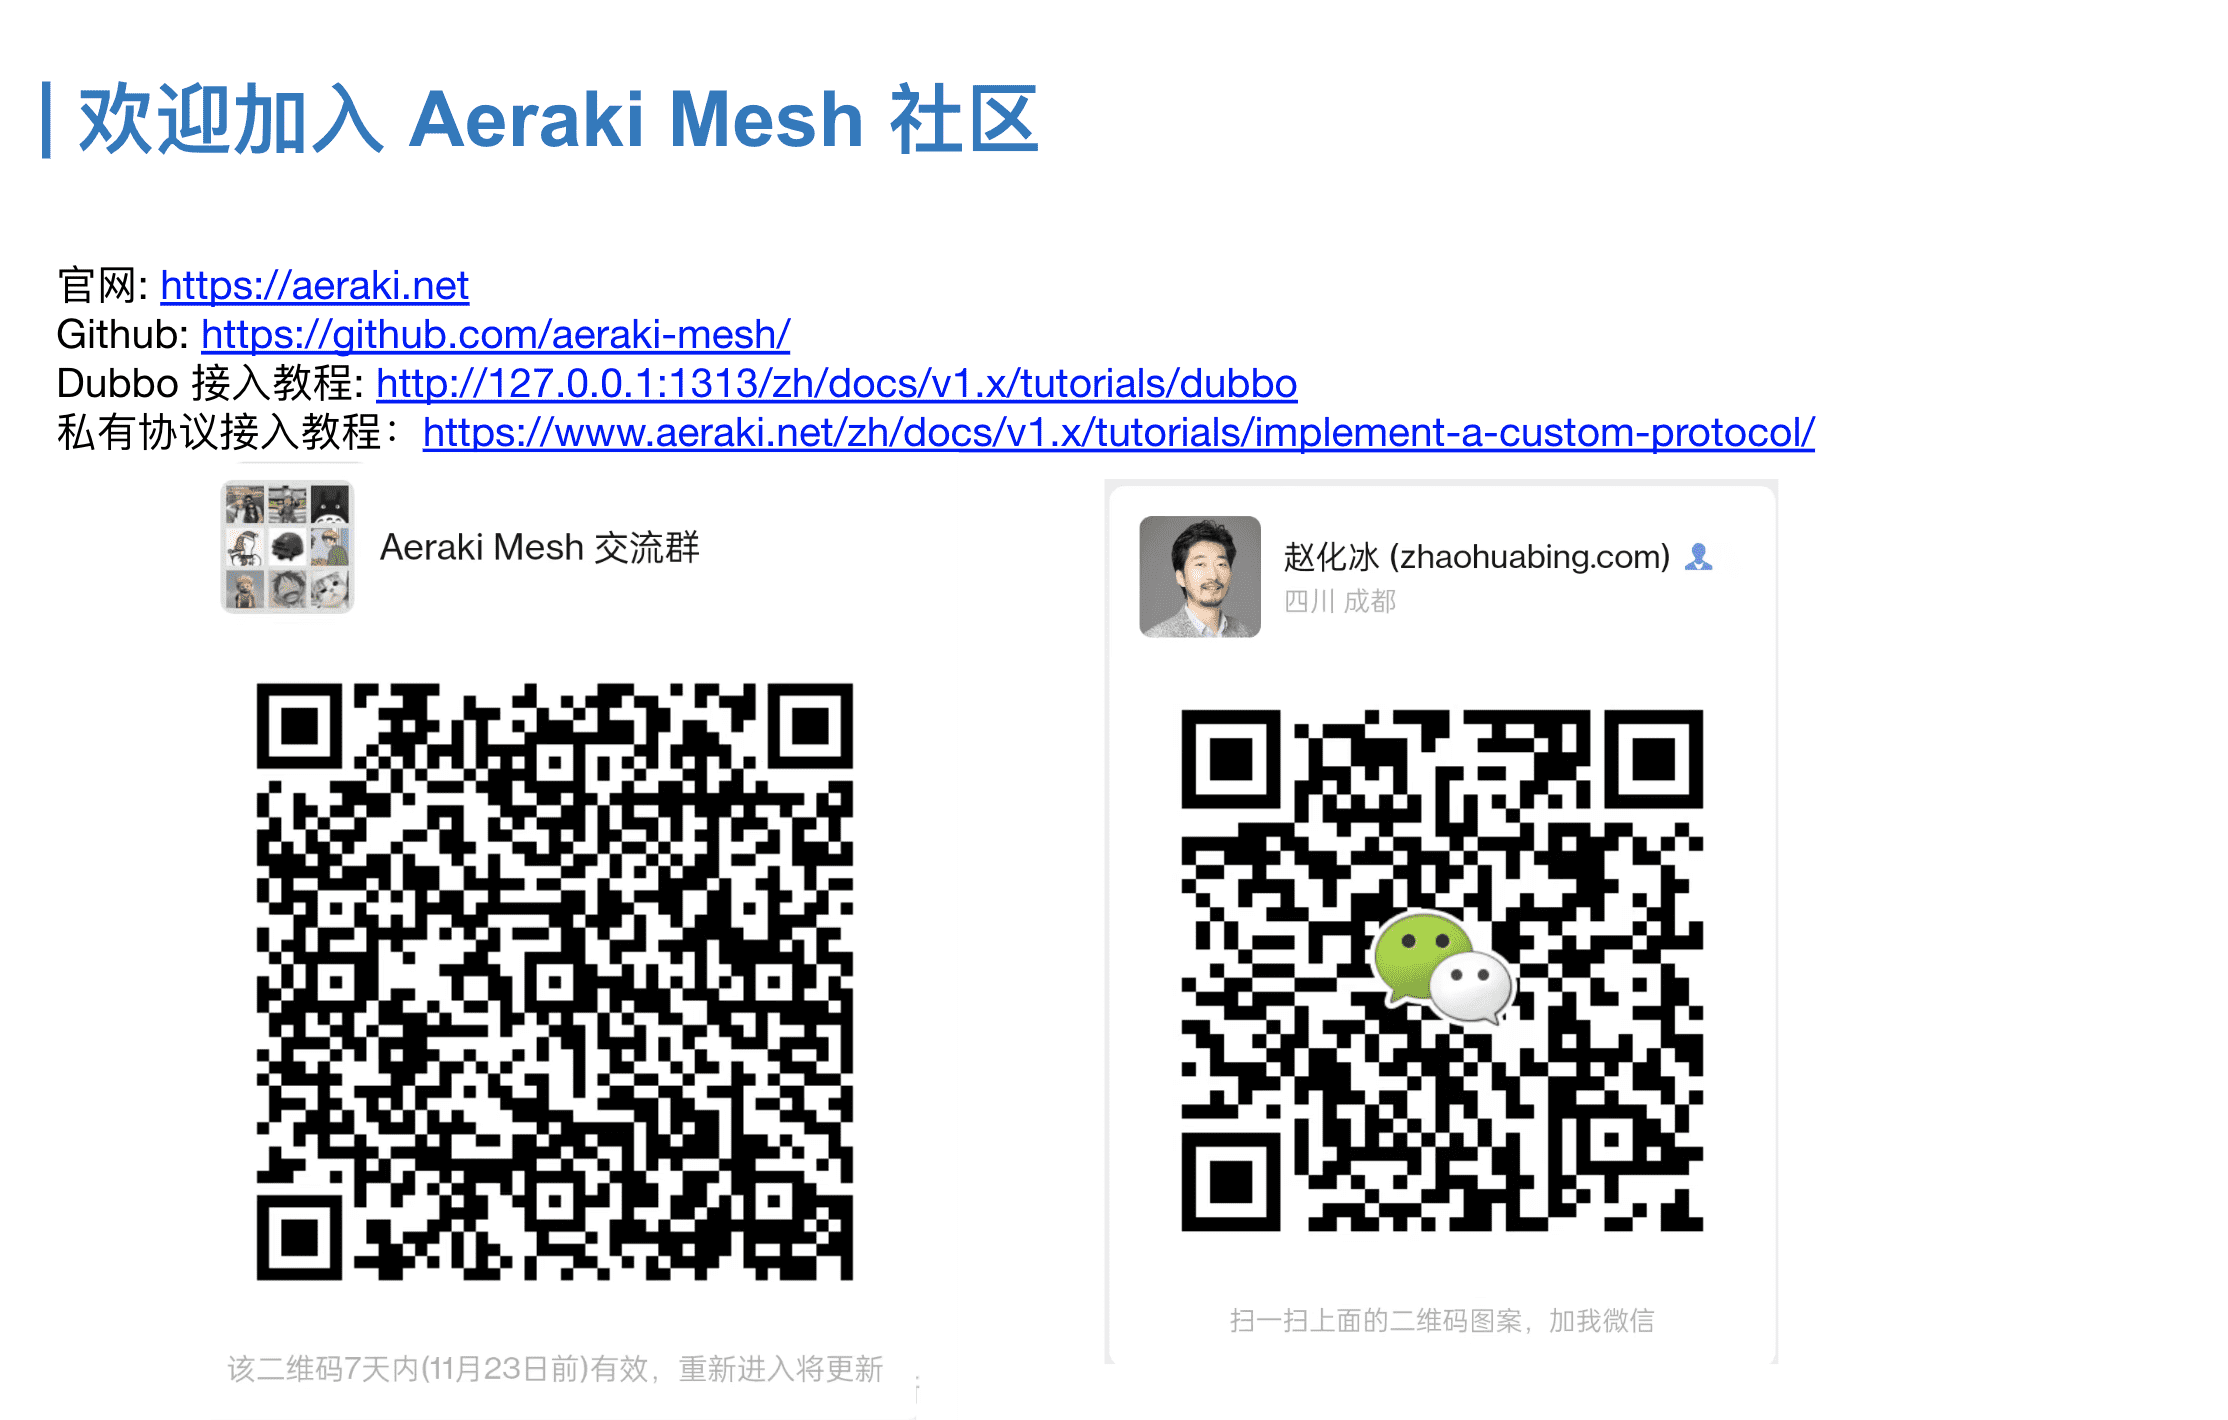 欢迎加入 Aeraki Mesh 社区
官网: https://aeraki.net
Github: https://github.com/aeraki-mesh/
Dubbo 接入教程: http://127.0.0.1:1313/zh/docs/v1.x/tutorials/dubbo
私有协议接入教程： https://www.aeraki.net/zh/docs/v1.x/tutorials/implement-a-custom-protocol/
Aeraki Mesh 交流群
该二维码7天内(11月23日前)有效，重新进入将更新
赵化冰 (zhaohuabing.com)
四川 成都
扫一扫上面的二维码图案，加我微信